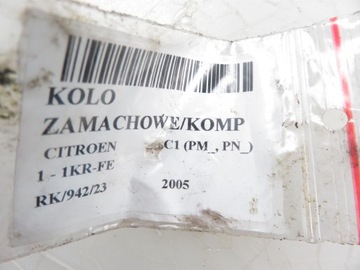 KOLO
ZAMACHOWE/KOMP
CITROEN C1 (PM_, PN_)
1 - 1KR-FE
RK/942/23 2005